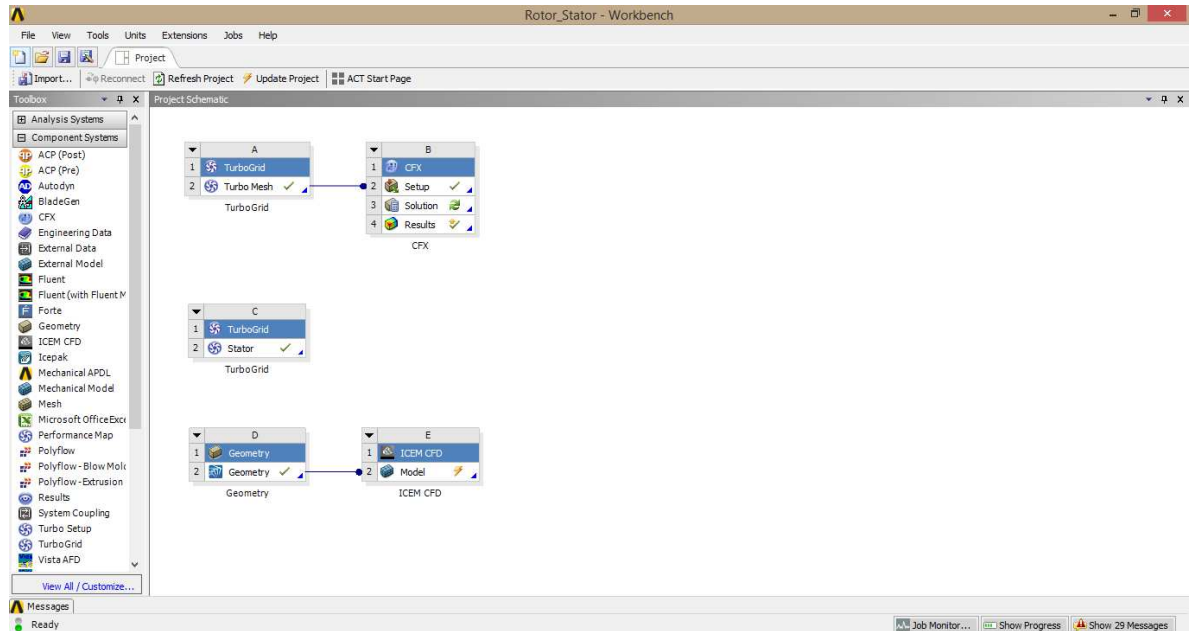 Rotor_Stator - Workbench
File View Tools Units Extensions Jobs Help
Project
Import... Reconnect Refresh Project Update Project ACT Start Page
Toolbox
Project Schematic
Analysis Systems
Component Systems
ACP (Post)
ACP (Pre)
Autodyn
BladeGen
CFX
Engineering Data
External Data
External Model
Fluent
Fluent (with Fluent M
Forte
Geometry
ICEM CFD
Icepak
Mechanical APDL
Mechanical Model
Mesh
Microsoft Office Exce
Performance Map
Polyflow
Polyflow - Blow Mold
Polyflow - Extrusion
Results
System Coupling
Turbo Setup
TurboGrid
Vista AFD
View All / Customize...
A
1 TurboGrid
2 Turbo Mesh
TurboGrid
B
1 CFX
2 Setup
3 Solution
4 Results
CFX
C
1 TurboGrid
2 Stator
TurboGrid
D
1 Geometry
2 Geometry
Geometry
E
1 ICEM CFD
2 Model
ICEM CFD
Messages
Ready
Job Monitor... Show Progress Show 29 Messages